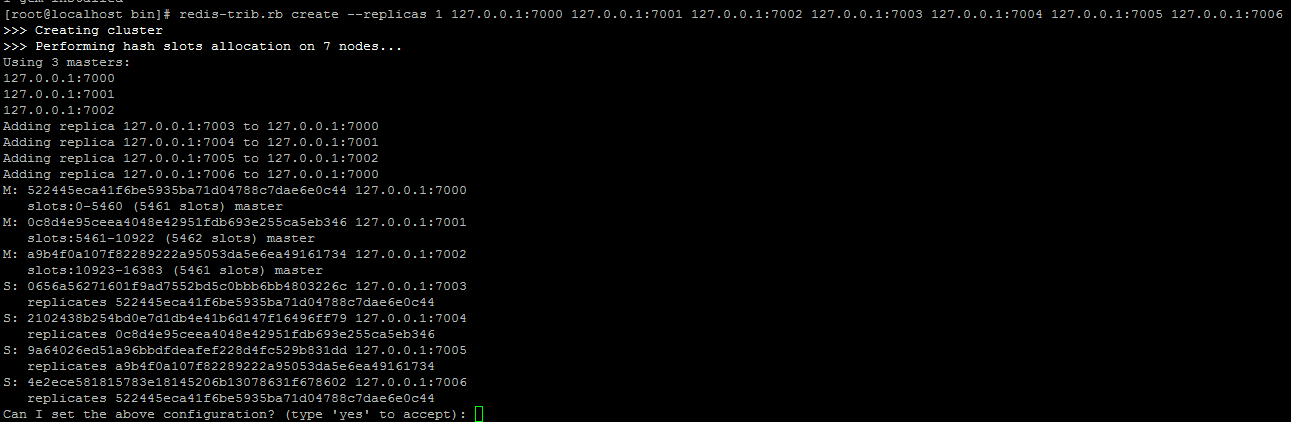 1 gem installed
[root@localhost bin]# redis-trib.rb create --replicas 1 127.0.0.1:7000 127.0.0.1:7001 127.0.0.1:7002 127.0.0.1:7003 127.0.0.1:7004 127.0.0.1:7005 127.0.0.1:7006
>>> Creating cluster
>>> Performing hash slots allocation on 7 nodes...
Using 3 masters:
127.0.0.1:7000
127.0.0.1:7001
127.0.0.1:7002
Adding replica 127.0.0.1:7003 to 127.0.0.1:7000
Adding replica 127.0.0.1:7004 to 127.0.0.1:7001
Adding replica 127.0.0.1:7005 to 127.0.0.1:7002
Adding replica 127.0.0.1:7006 to 127.0.0.1:7000
M: 522445eca41f6be5935ba71d04788c7dae6e0c44 127.0.0.1:7000
   slots:0-5460 (5461 slots) master
M: 0c8d4e95ceea4048e42951fdb693e255ca5eb346 127.0.0.1:7001
   slots:5461-10922 (5462 slots) master
M: a9b4f0a107f82289222a95053da5e6ea49161734 127.0.0.1:7002
   slots:10923-16383 (5461 slots) master
S: 0656a56271601f9ad7552bd5c0bbb6bb4803226c 127.0.0.1:7003
   replicates 522445eca41f6be5935ba71d04788c7dae6e0c44
S: 2102438b254bd0e7d1db4e41b6d147f16496ff79 127.0.0.1:7004
   replicates 0c8d4e95ceea4048e42951fdb693e255ca5eb346
S: 9a64026ed51a96bbdfdeafef228d4fc529b831dd 127.0.0.1:7005
   replicates a9b4f0a107f82289222a95053da5e6ea49161734
S: 4e2ece581815783e18145206b13078631f678602 127.0.0.1:7006
   replicates 522445eca41f6be5935ba71d04788c7dae6e0c44
Can I set the above configuration? (type 'yes' to accept):